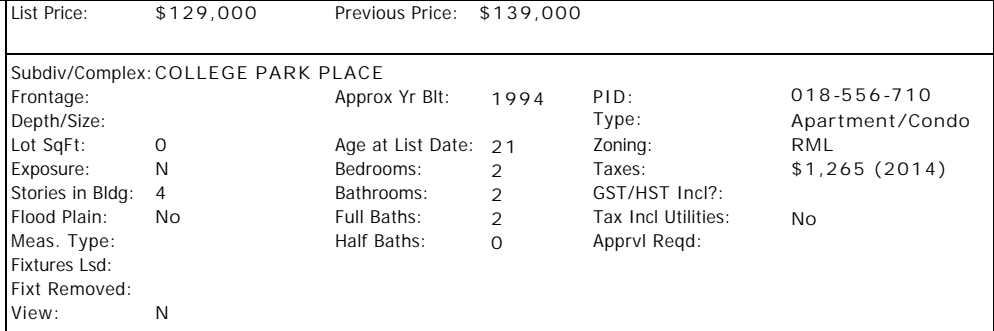 List Price: $129,000 Previous Price: $139,000
Subdiv/Complex: COLLEGE PARK PLACE
Frontage: Approx Yr Blt: 1994 PID: 018-556-710
Depth/Size: Type: Apartment/Condo
Lot SqFt: 0 Age at List Date: 21 Zoning: RML
Exposure: N Bedrooms: 2 Taxes: $1,265 (2014)
Stories in Bldg: 4 Bathrooms: 2 GST/HST Incl?:
Flood Plain: No Full Baths: 2 Tax Incl Utilities: No
Meas. Type: Half Baths: 0 Apprvl Reqd:
Fixtures Lsd:
Fixt Removed:
View: N